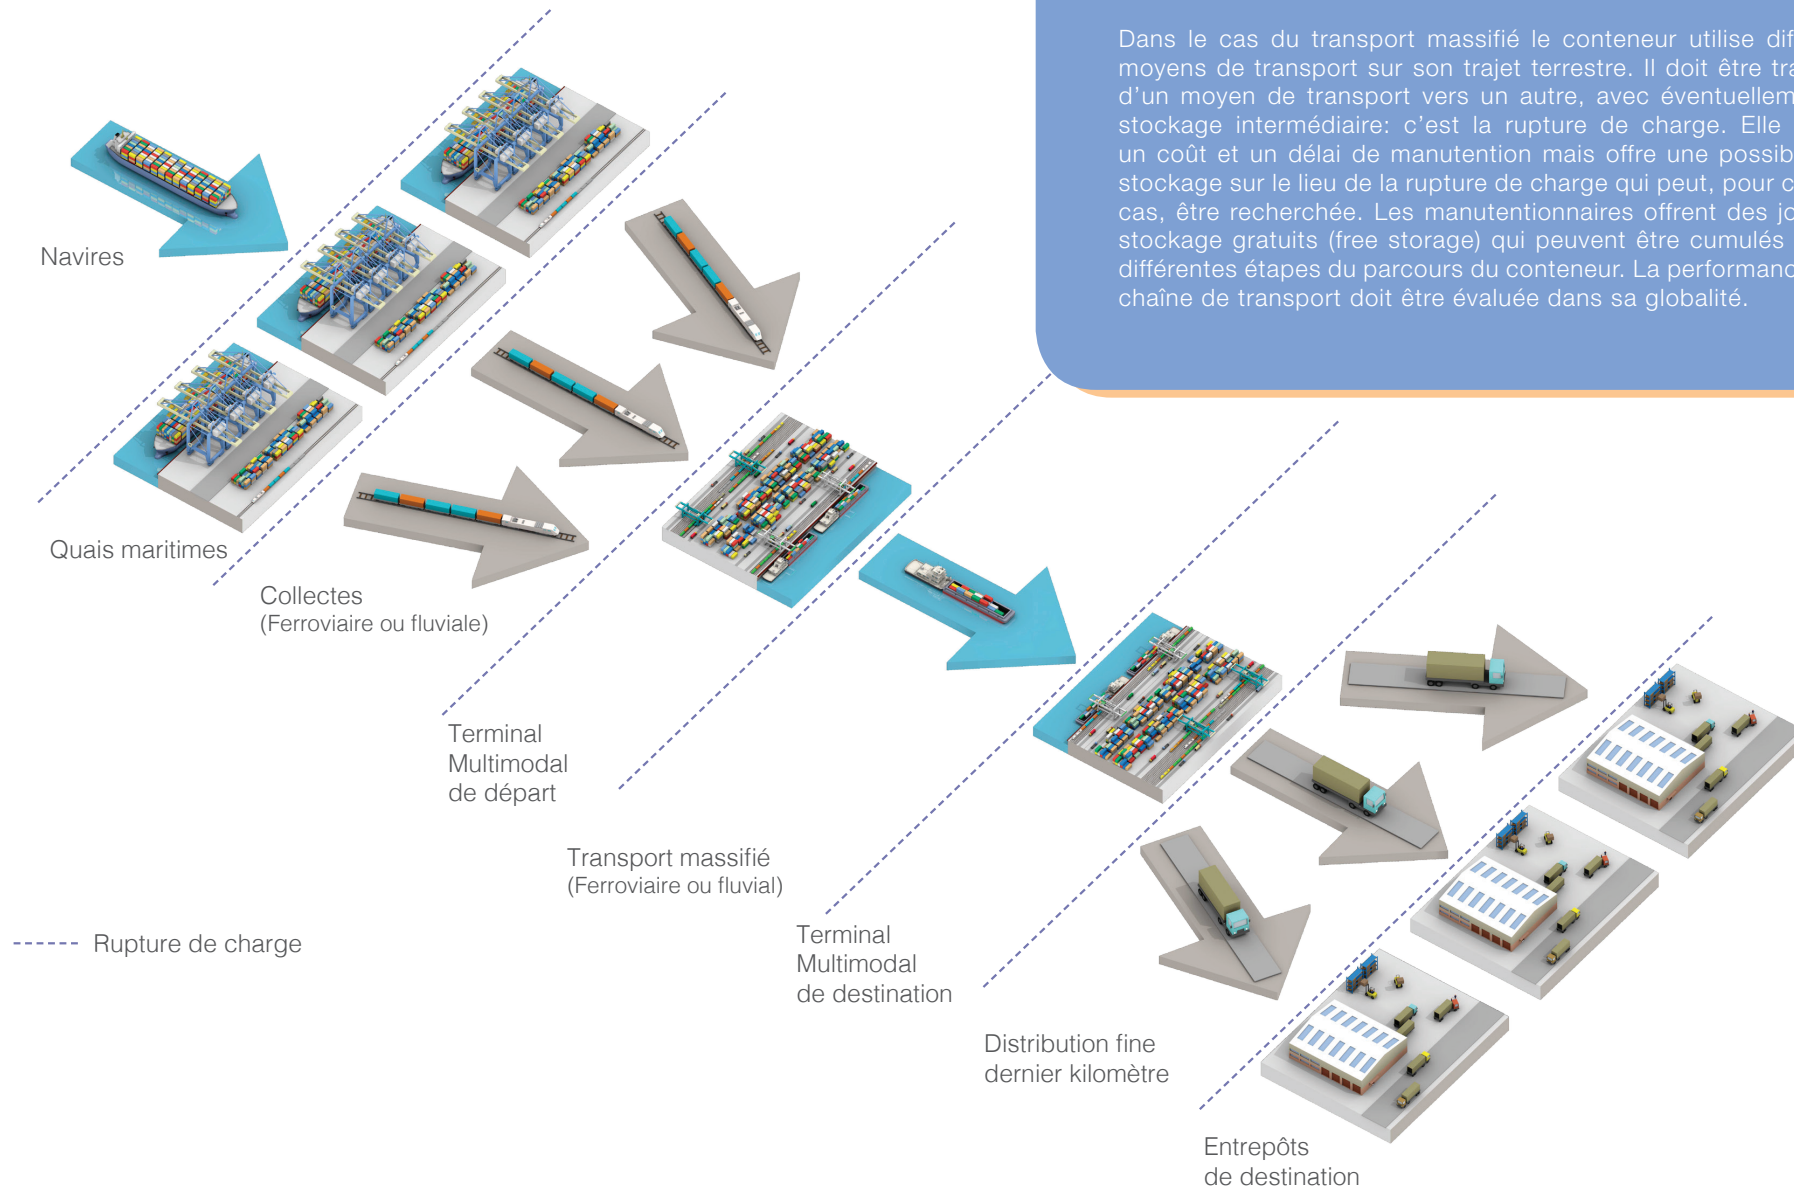 Dans le cas du transport massifié le conteneur utilise
moyens de transport sur son trajet terrestre. Il doit être
d’un moyen de transport vers un autre, avec
stockage intermédiaire: c’est la rupture de charge. Elle
un coût et un délai de manutention mais offre une
stockage sur le lieu de la rupture de charge qui peut, pour
cas, être recherchée. Les manutentionnaires offrent des
stockage gratuits (free storage) qui peuvent être cumulés
différentes étapes du parcours du conteneur. La
chaîne de transport doit être évaluée dans sa globalité.
Navires
Quais maritimes
Collectes
(Ferroviaire ou fluviale)
Terminal
Multimodal
de départ
Transport massifié
(Ferroviaire ou fluvial)
Terminal
Multimodal
de destination
Distribution fine
dernier kilomètre
Entrepôts
de destination
Rupture de charge